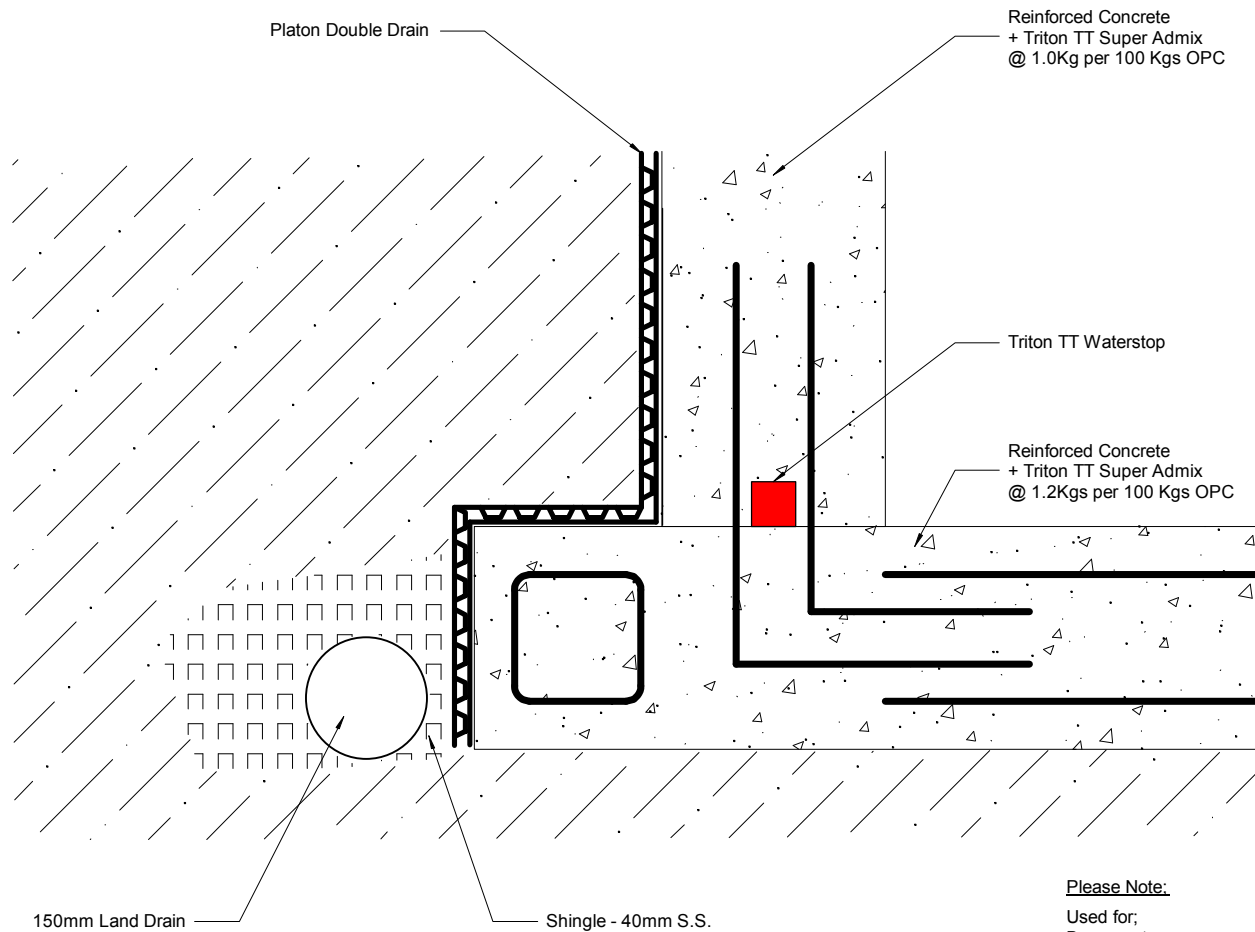 Platon Double Drain
Reinforced Concrete
+ Triton TT Super Admix
@ 1.0Kg per 100 Kgs OPC
Triton TT Waterstop
Reinforced Concrete
+ Triton TT Super Admix
@ 1.2Kgs per 100 Kgs OPC
150mm Land Drain
Shingle - 40mm S.S.
Please Note;
Used for;